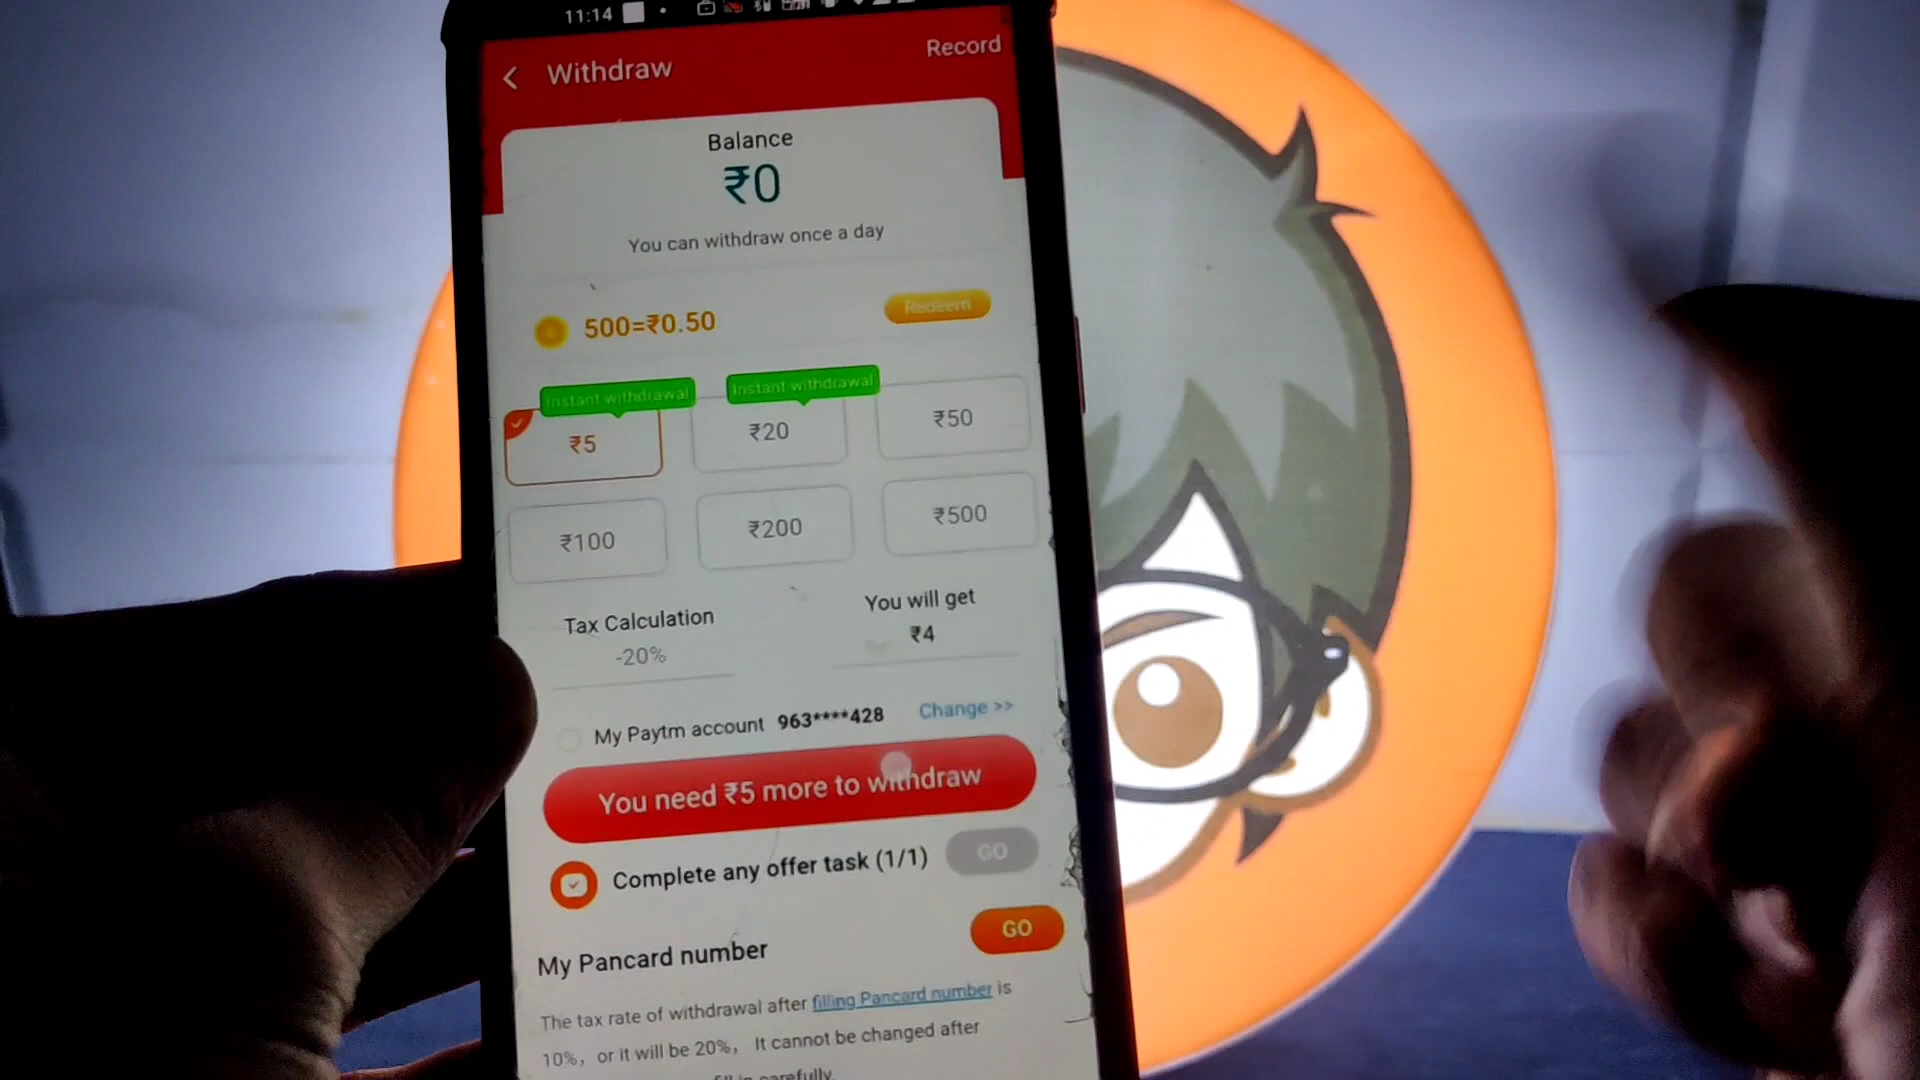 11:14
Withdraw
Record
Balance
₹0
You can withdraw once a day
500=₹0.50
Redeem
Instant withdrawal
Instant withdrawal
₹5
₹20
₹50
₹100
₹200
₹500
Tax Calculation
-20%
You will get
₹4
My Paytm account 963****428 Change >>
You need ₹5 more to withdraw
Complete any offer task (1/1)
GO
My Pancard number
GO
The tax rate of withdrawal after filling Pancard number is
10%, or it will be 20%, It cannot be changed after
fill in carefully.